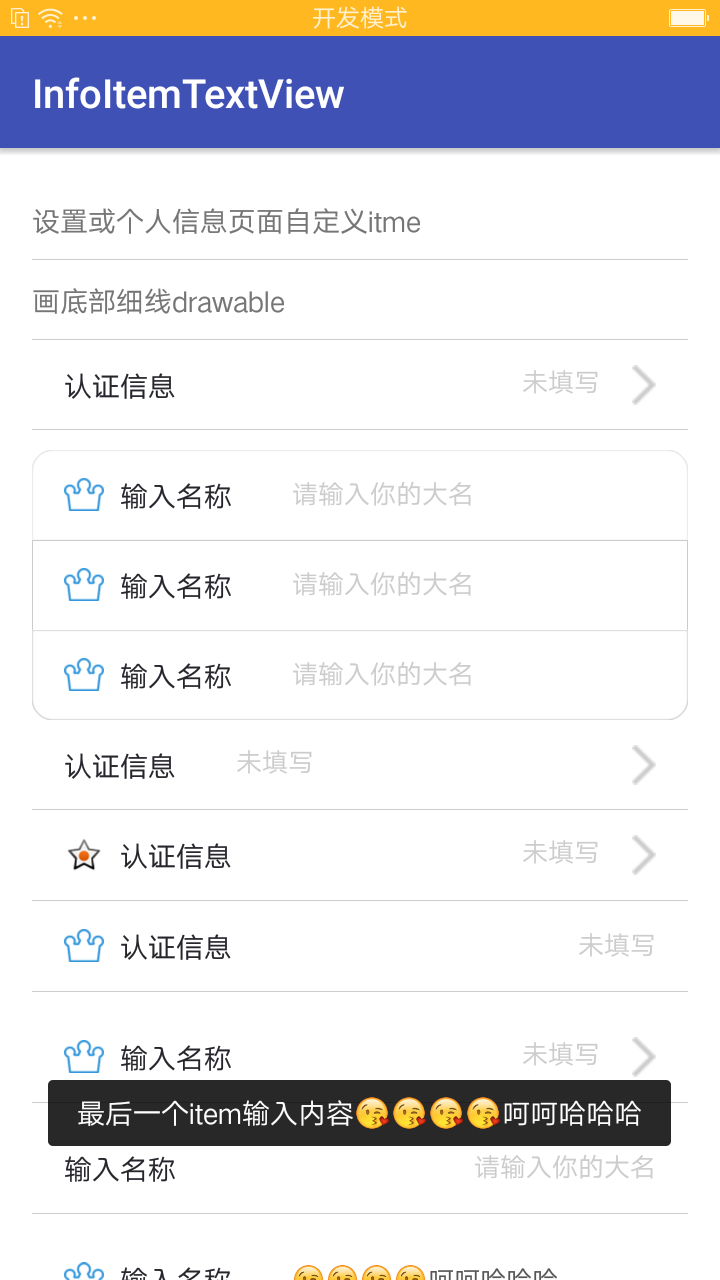 开发模式
InfoItemTextView
设置或个人信息页面自定义itme
画底部细线drawable
认证信息 未填写
输入名称 请输入你的大名
输入名称 请输入你的大名
输入名称 请输入你的大名
认证信息 未填写
认证信息 未填写
认证信息 未填写
输入名称 未填写
最后一个item输入内容😘😘😘😘呵呵哈哈哈
输入名称 请输入你的大名
输入名称 😘😘😘😘呵呵哈哈哈